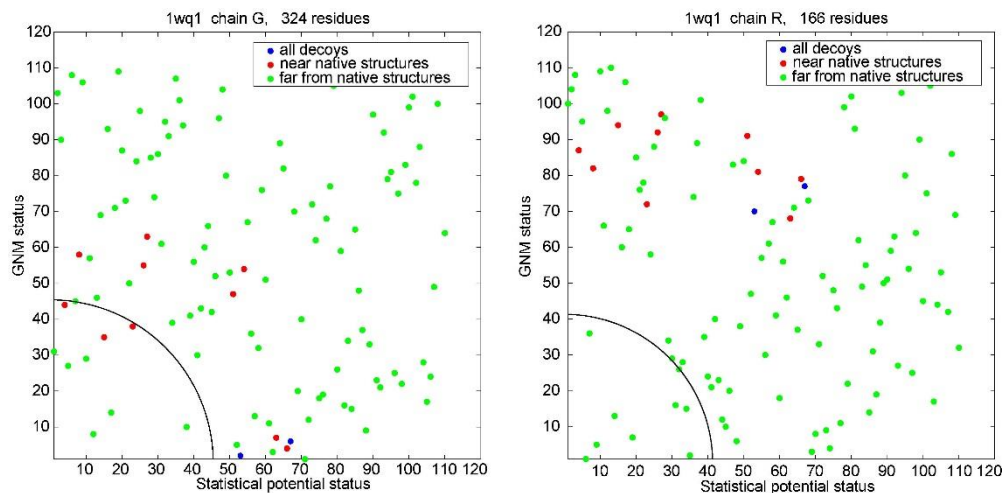 1wq1 chain G, 324 residues
120
110
100
90
80
70
60
50
40
30
20
10
GNM status
all decoys
near native structures
far from native structures
10 20 30 40 50 60 70 80 90 100 110 120
Statistical potential status
1wq1 chain R, 166 residues
120
110
100
90
80
70
60
50
40
30
20
10
GNM status
all decoys
near native structures
far from native structures
10 20 30 40 50 60 70 80 90 100 110 120
Statistical potential status